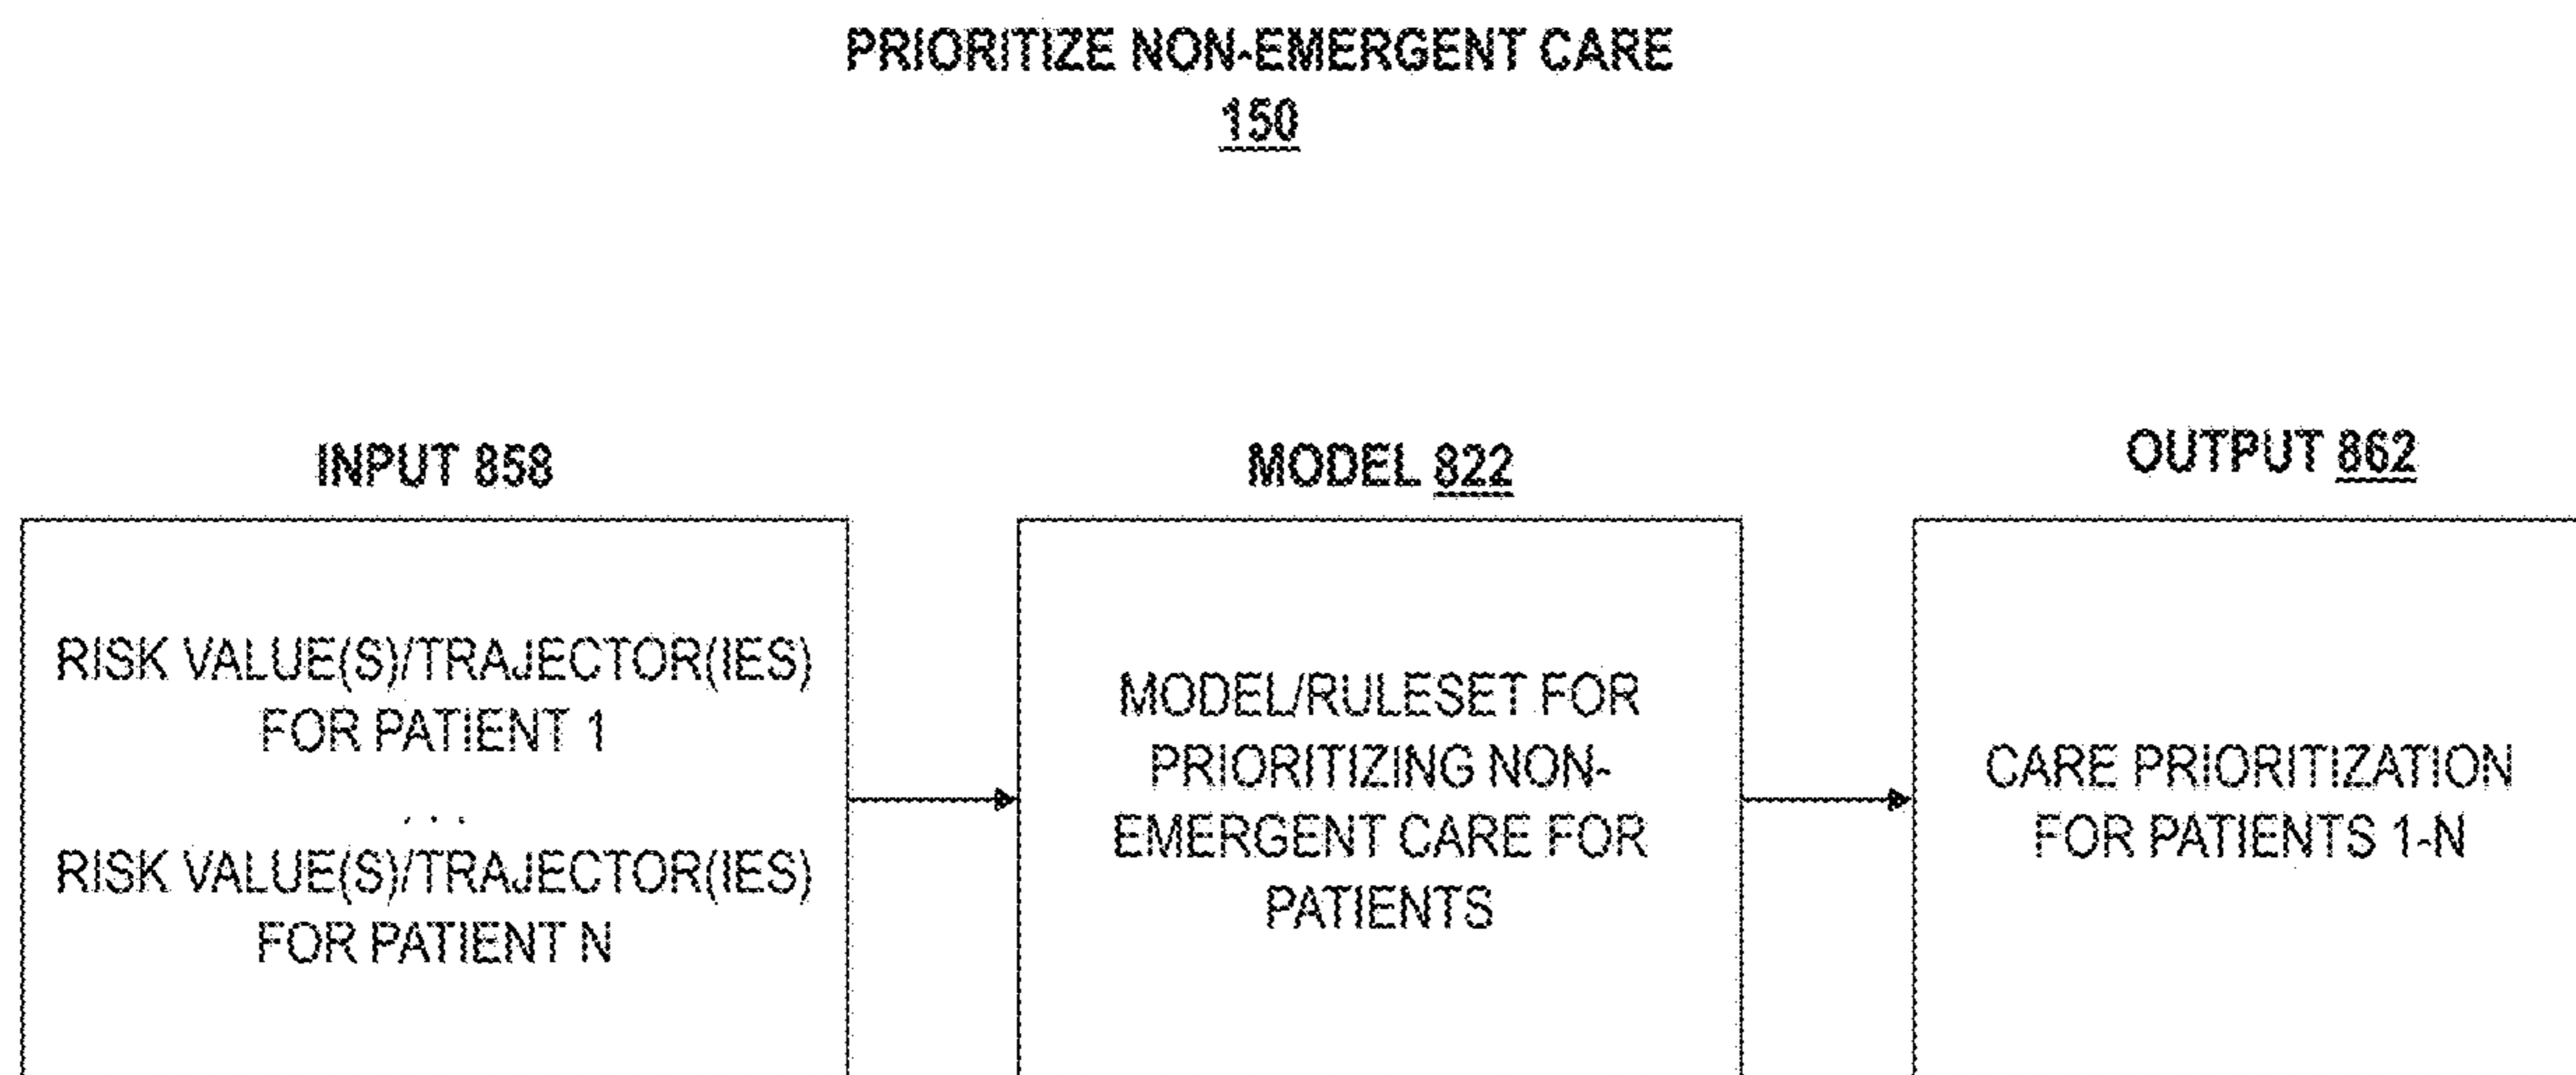 PRIORITIZE NON-EMERGENT CARE
150
INPUT 858
RISK VALUE(S)/TRAJECTOR(IES)
FOR PATIENT 1
...
RISK VALUE(S)/TRAJECTOR(IES)
FOR PATIENT N
MODEL 822
MODEL/RULESET FOR
PRIORITIZING NON-
EMERGENT CARE FOR
PATIENTS
OUTPUT 862
CARE PRIORITIZATION
FOR PATIENTS 1-N